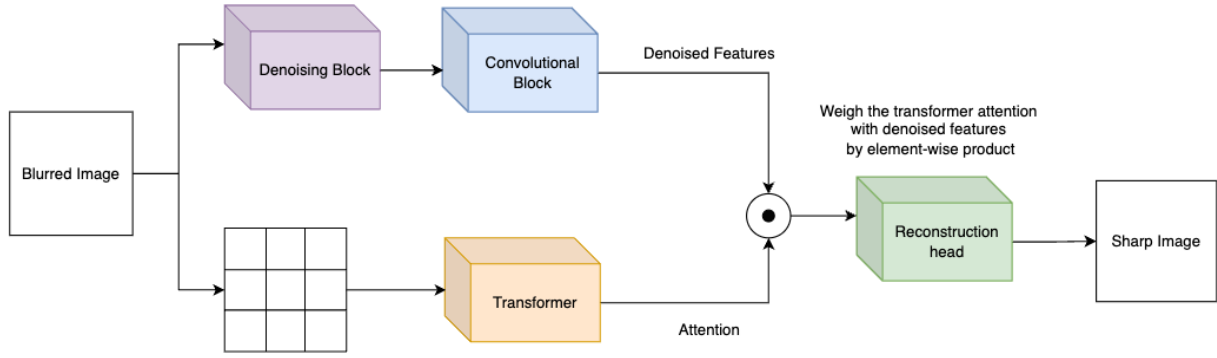 Blurred Image
Denoising Block
Convolutional
Block
Denoised Features
Transformer
Attention
Weigh the transformer attention
with denoised features
by element-wise product
Reconstruction
head
Sharp Image